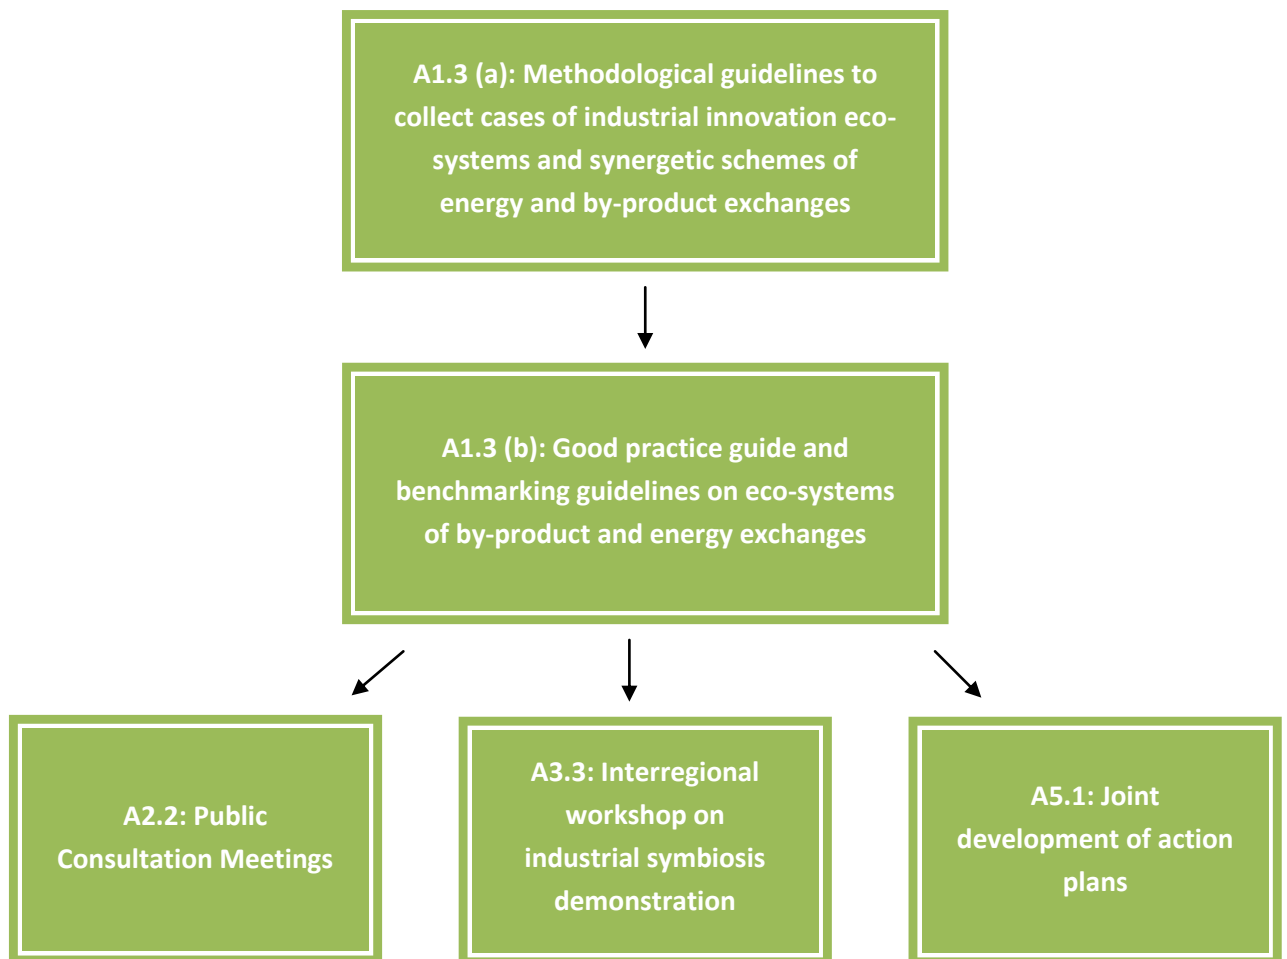 A1.3 (a): Methodological guidelines to
collect cases of industrial innovation eco-
systems and synergetic schemes of
energy and by-product exchanges
A1.3 (b): Good practice guide and
benchmarking guidelines on eco-systems
of by-product and energy exchanges
A2.2: Public
Consultation Meetings
A3.3: Interregional
workshop on
industrial symbiosis
demonstration
A5.1: Joint
development of action
plans